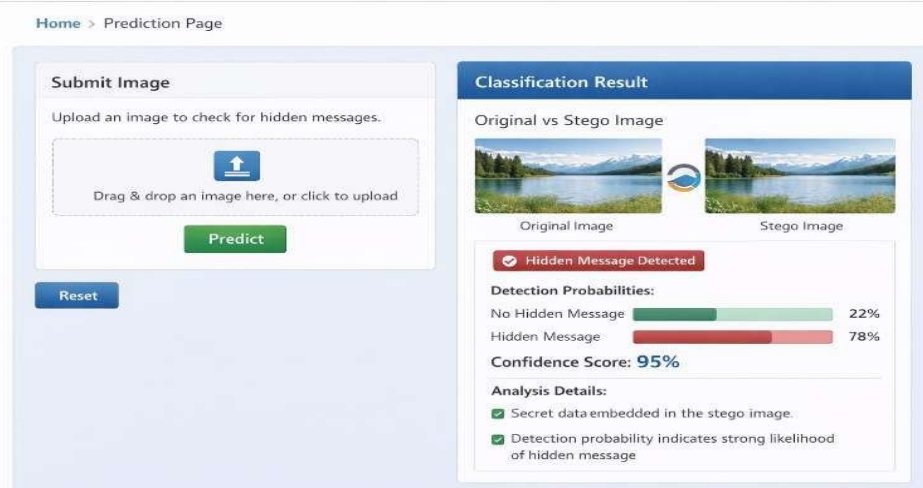 Home > Prediction Page
Submit Image
Upload an image to check for hidden messages.
Drag & drop an image here, or click to upload
Predict
Reset
Classification Result
Original vs Stego Image
Original Image
Stego Image
Hidden Message Detected
Detection Probabilities:
No Hidden Message 22%
Hidden Message 78%
Confidence Score: 95%
Analysis Details:
Secret data embedded in the stego image.
Detection probability indicates strong likelihood
of hidden message